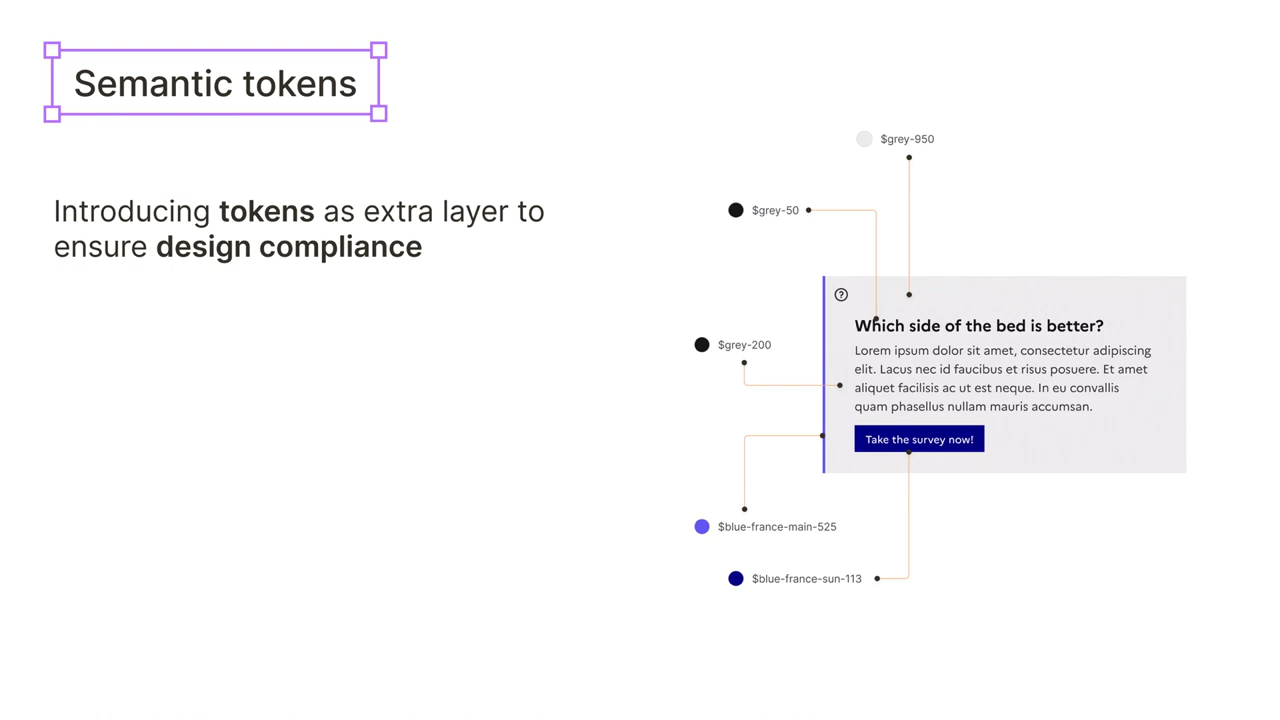 Semantic tokens
Introducing tokens as extra layer to
ensure design compliance
$grey-950
$grey-50
?
Which side of the bed is better?
$grey-200
Lorem ipsum dolor sit amet, consectetur adipiscing
elit. Lacus nec id faucibus et risus posuere. Et amet
aliquet facilisis ac ut est neque. In eu convallis
quam phasellus nullam mauris accumsan.
Take the survey now!
$blue-france-main-525
$blue-france-sun-113